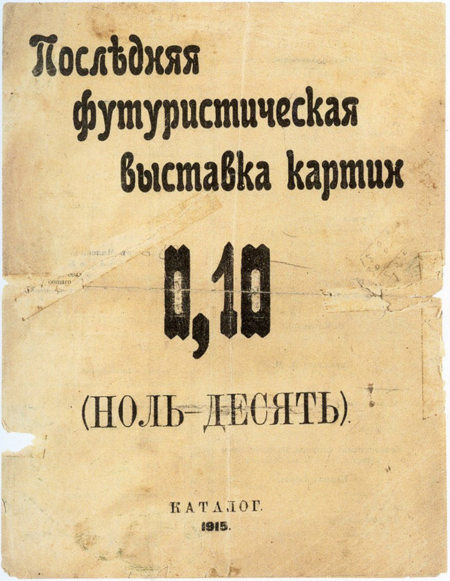 Послѣдняя
футуристическая
выставка картин
0,10
(НОЛЬ-ДЕСЯТЬ)
КАТАЛОГ.
1915.